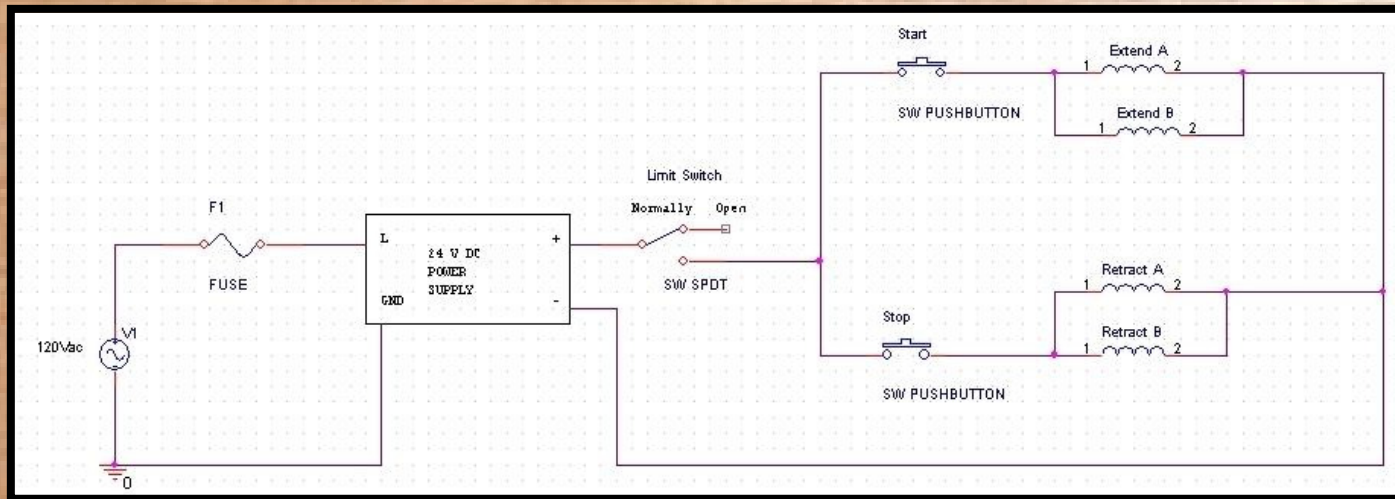 Start
SW PUSHBUTTON
1 Extend A 2
1 Extend B 2
Limit Switch
Normally Open
SW SPDT
F1
FUSE
L
24 V DC
POWER
SUPPLY
GND
+
-
120Vac
V1
0
Stop
SW PUSHBUTTON
1 Retract A 2
1 Retract B 2